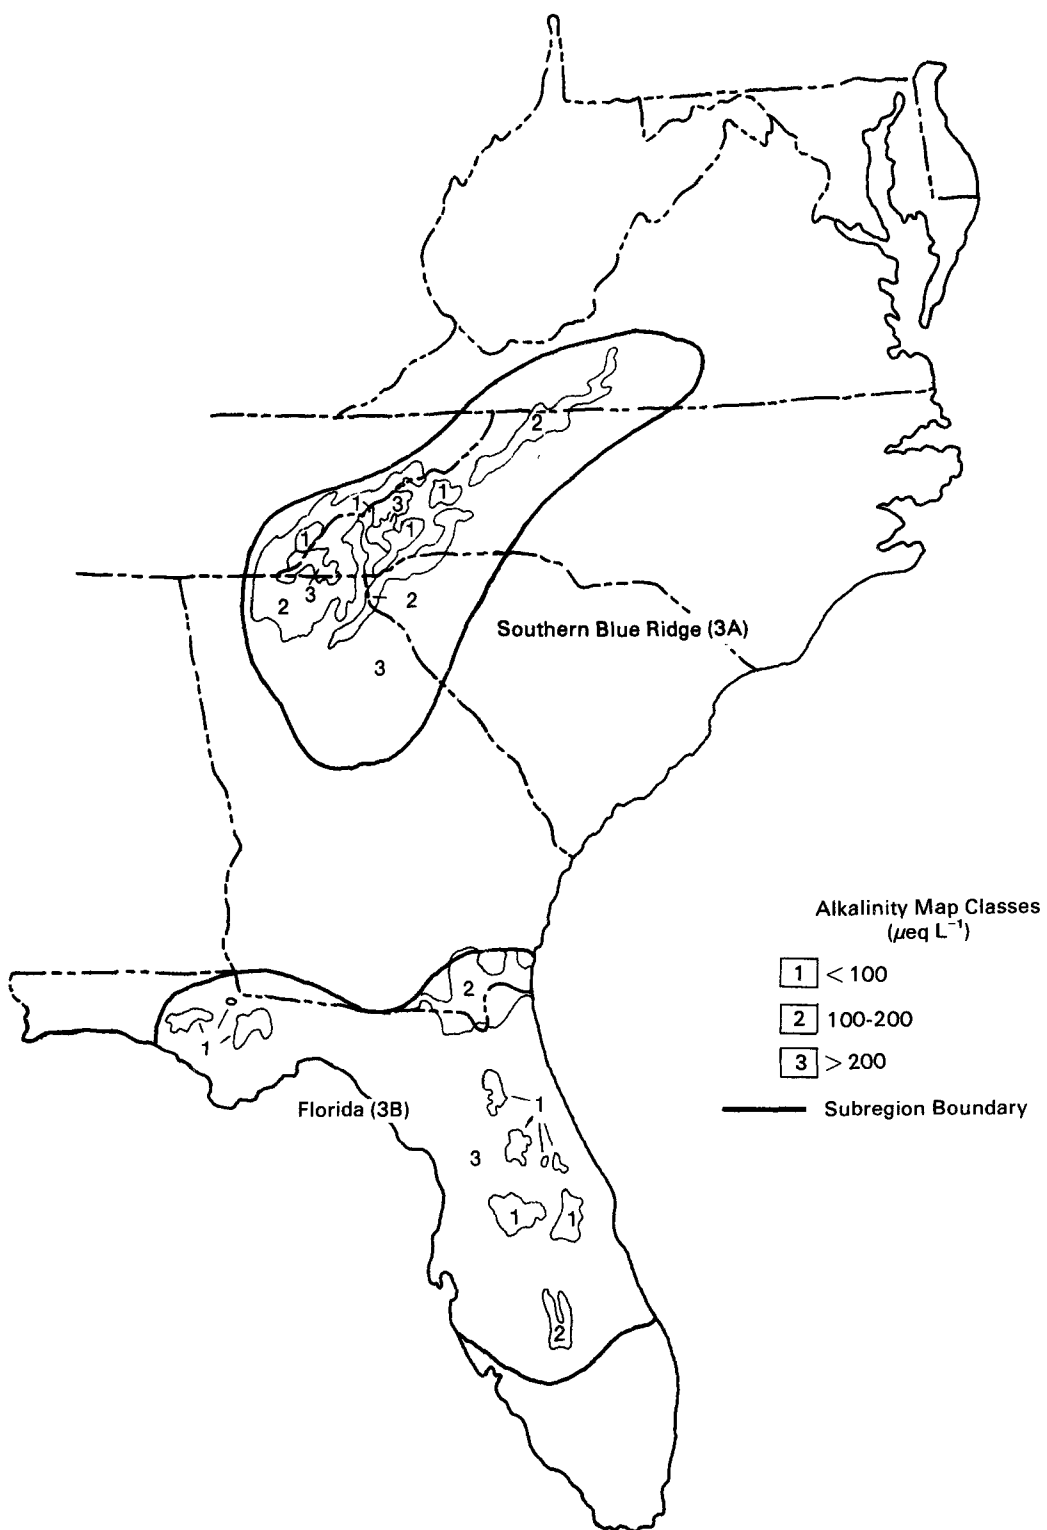 2
1
3
1
1
1
3
2
2
Southern Blue Ridge (3A)
3
Alkalinity Map Classes
(μeq L⁻¹)
1 < 100
2 100-200
3 > 200
Subregion Boundary
2
1
Florida (3B)
1
3
1
1
2